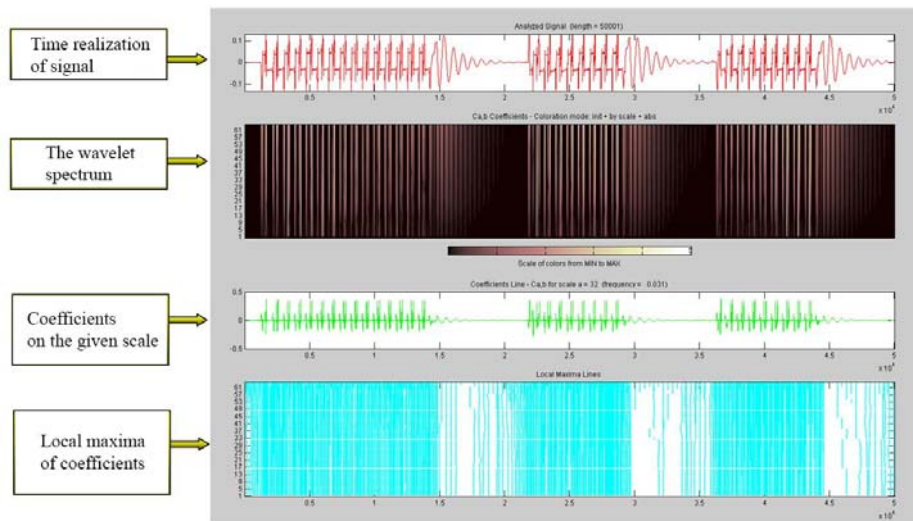 Time realization
of signal
Analyzed Signal (length = 50001)
0.1
0
-0.1
0.5 1 1.5 2 2.5 3 3.5 4 4.5 5
x 10⁴
The wavelet
spectrum
Ca,b Coefficients - Coloration mode: init + by scale + abs
61
57
53
49
45
41
37
33
29
25
21
17
13
9
5
1
Scale of colors from MIN to MAX
Coefficients
on the given scale
Coefficients Line - Ca,b for scale a = 32 (frequency = 0.031)
0.5
0
-0.5
0.5 1 1.5 2 2.5 3 3.5 4 4.5 5
x 10⁴
Local maxima
of coefficients
Local Maxima Lines
61
57
53
49
45
41
37
33
29
25
21
17
13
9
5
1
0.5 1 1.5 2 2.5 3 3.5 4 4.5 5
x 10⁴